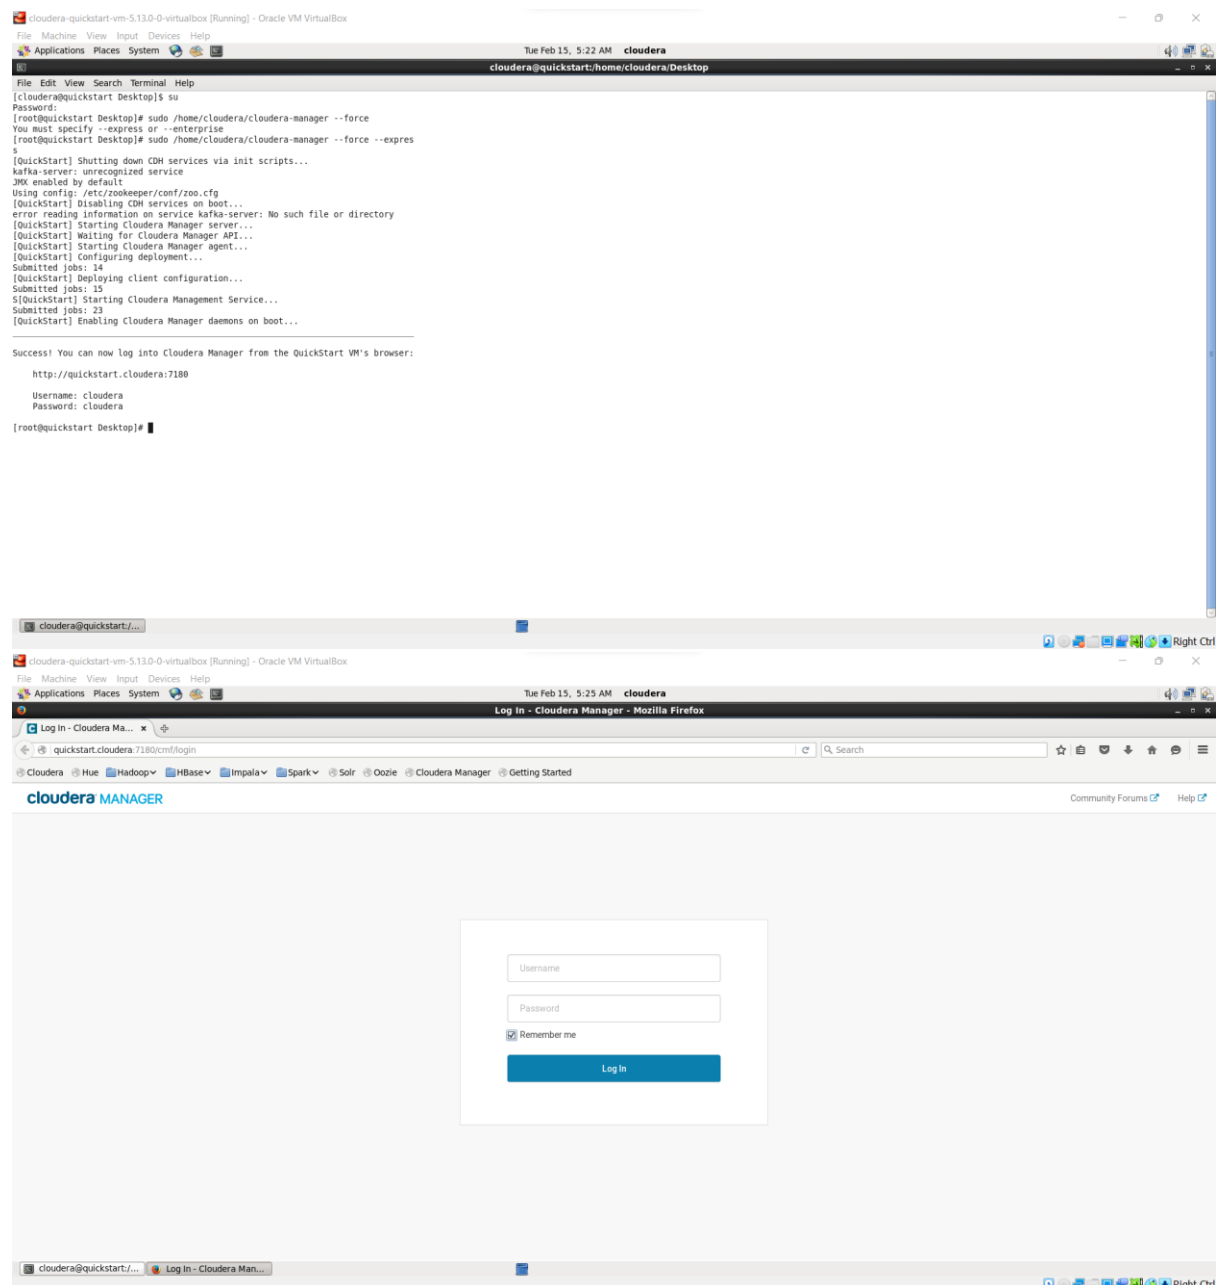 cloudera-quickstart-vm-5.13.0-0-virtualbox [Running] - Oracle VM VirtualBox
File Machine View Input Devices Help
Applications Places System Tue Feb 15, 5:22 AM cloudera
cloudera@quickstart:/home/cloudera/Desktop
File Edit View Search Terminal Help
[cloudera@quickstart Desktop]$ su
Password:
[root@quickstart Desktop]# sudo /home/cloudera/cloudera-manager --force
You must specify --express or --enterprise
[root@quickstart Desktop]# sudo /home/cloudera/cloudera-manager --force --expres
s
[QuickStart] Shutting down CDH services via init scripts...
kafka-server: unrecognized service
JMX enabled by default
Using config: /etc/zookeeper/conf/zoo.cfg
[QuickStart] Disabling CDH services on boot...
error reading information on service kafka-server: No such file or directory
[QuickStart] Starting Cloudera Manager server...
[QuickStart] Waiting for Cloudera Manager API...
[QuickStart] Starting Cloudera Manager agent...
[QuickStart] Configuring deployment...
Submitted jobs: 14
[QuickStart] Deploying client configuration...
Submitted jobs: 15
S[QuickStart] Starting Cloudera Management Service...
Submitted jobs: 23
[QuickStart] Enabling Cloudera Manager daemons on boot...
Success! You can now log into Cloudera Manager from the QuickStart VM's browser:
http://quickstart.cloudera:7180
Username: cloudera
Password: cloudera
[root@quickstart Desktop]#
cloudera@quickstart:/...
Right Ctrl
cloudera-quickstart-vm-5.13.0-0-virtualbox [Running] - Oracle VM VirtualBox
File Machine View Input Devices Help
Applications Places System Tue Feb 15, 5:25 AM cloudera
Log In - Cloudera Manager - Mozilla Firefox
Log In - Cloudera Ma...
quickstart.cloudera:7180/cmf/login Search
Cloudera Hue Hadoop HBase Impala Spark Solr Oozie Cloudera Manager Getting Started
cloudera MANAGER Community Forums Help
Username
Password
Remember me
Log In
cloudera@quickstart:/... Log In - Cloudera Man...
Right Ctrl